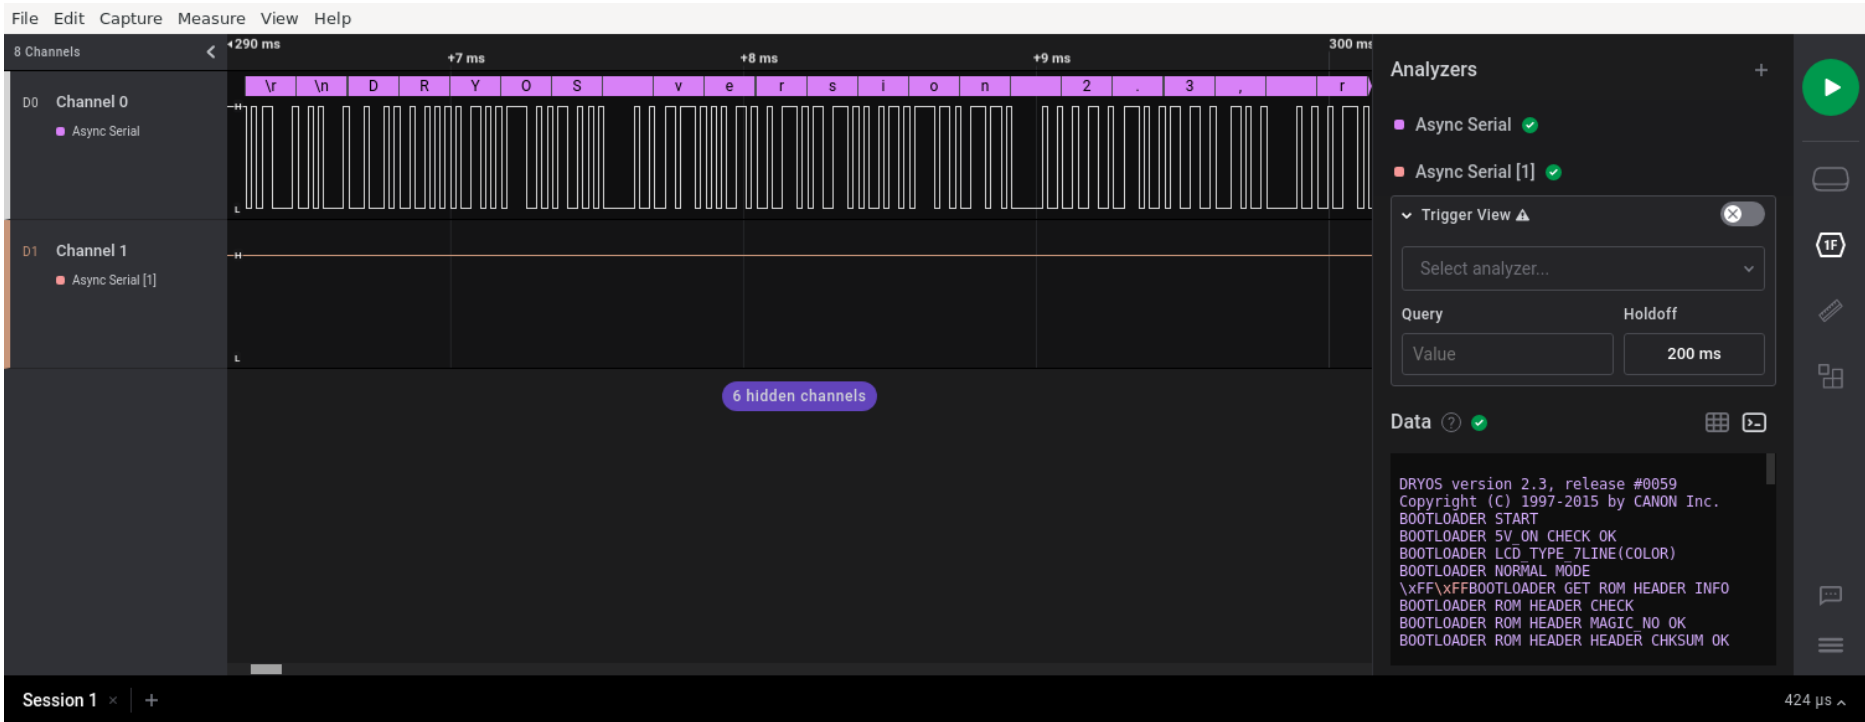 File Edit Capture Measure View Help
8 Channels
290 ms
+7 ms +8 ms +9 ms
300 ms
\r \n D R Y O S v e r s i o n 2 . 3 , r
D0 Channel 0
Async Serial
H
L
D1 Channel 1
Async Serial [1]
H
L
6 hidden channels
Analyzers +
Async Serial
Async Serial [1]
Trigger View
Select analyzer...
Query Holdoff
Value 200 ms
Data ?
DRYOS version 2.3, release #0059
Copyright (C) 1997-2015 by CANON Inc.
BOOTLOADER START
BOOTLOADER 5V_ON CHECK OK
BOOTLOADER LCD_TYPE_7LINE(COLOR)
BOOTLOADER NORMAL MODE
\xFF\xFFBOOTLOADER GET ROM HEADER INFO
BOOTLOADER ROM HEADER CHECK
BOOTLOADER ROM HEADER MAGIC_NO OK
BOOTLOADER ROM HEADER HEADER CHKSUM OK
1F
Session 1 × +
424 µs